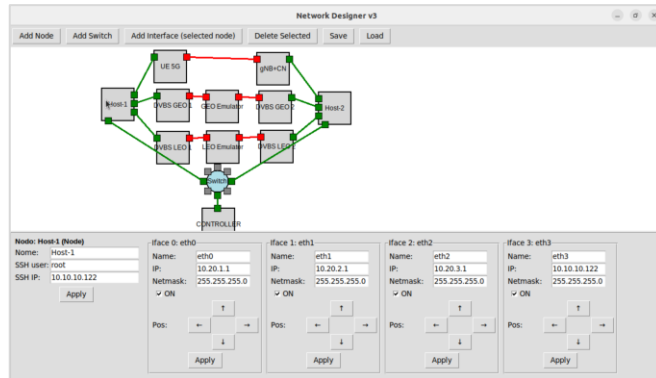 Network Designer v3
Add Node Add Switch Add Interface (selected node) Delete Selected Save Load
UE 5G gNB+CN
Host-1 DVBS GEO 1 GEO Emulator DVBS GEO 2 Host-2
DVBS LEO 1 LEO Emulator DVBS LEO
Switch
CONTROLLER
Nodo: Host-1 (Node)
Nome: Host-1
SSH user: root
SSH IP: 10.10.10.122
Apply
Iface 0: eth0
Name: eth0
IP: 10.20.1.1
Netmask: 255.255.255.0
ON
Pos: ↑ ← → ↓
Apply
Iface 1: eth1
Name: eth1
IP: 10.20.2.1
Netmask: 255.255.255.0
ON
Pos: ↑ ← → ↓
Apply
Iface 2: eth2
Name: eth2
IP: 10.20.3.1
Netmask: 255.255.255.0
ON
Pos: ↑ ← → ↓
Apply
Iface 3: eth3
Name: eth3
IP: 10.10.10.122
Netmask: 255.255.255.0
ON
Pos: ↑ ← → ↓
Apply